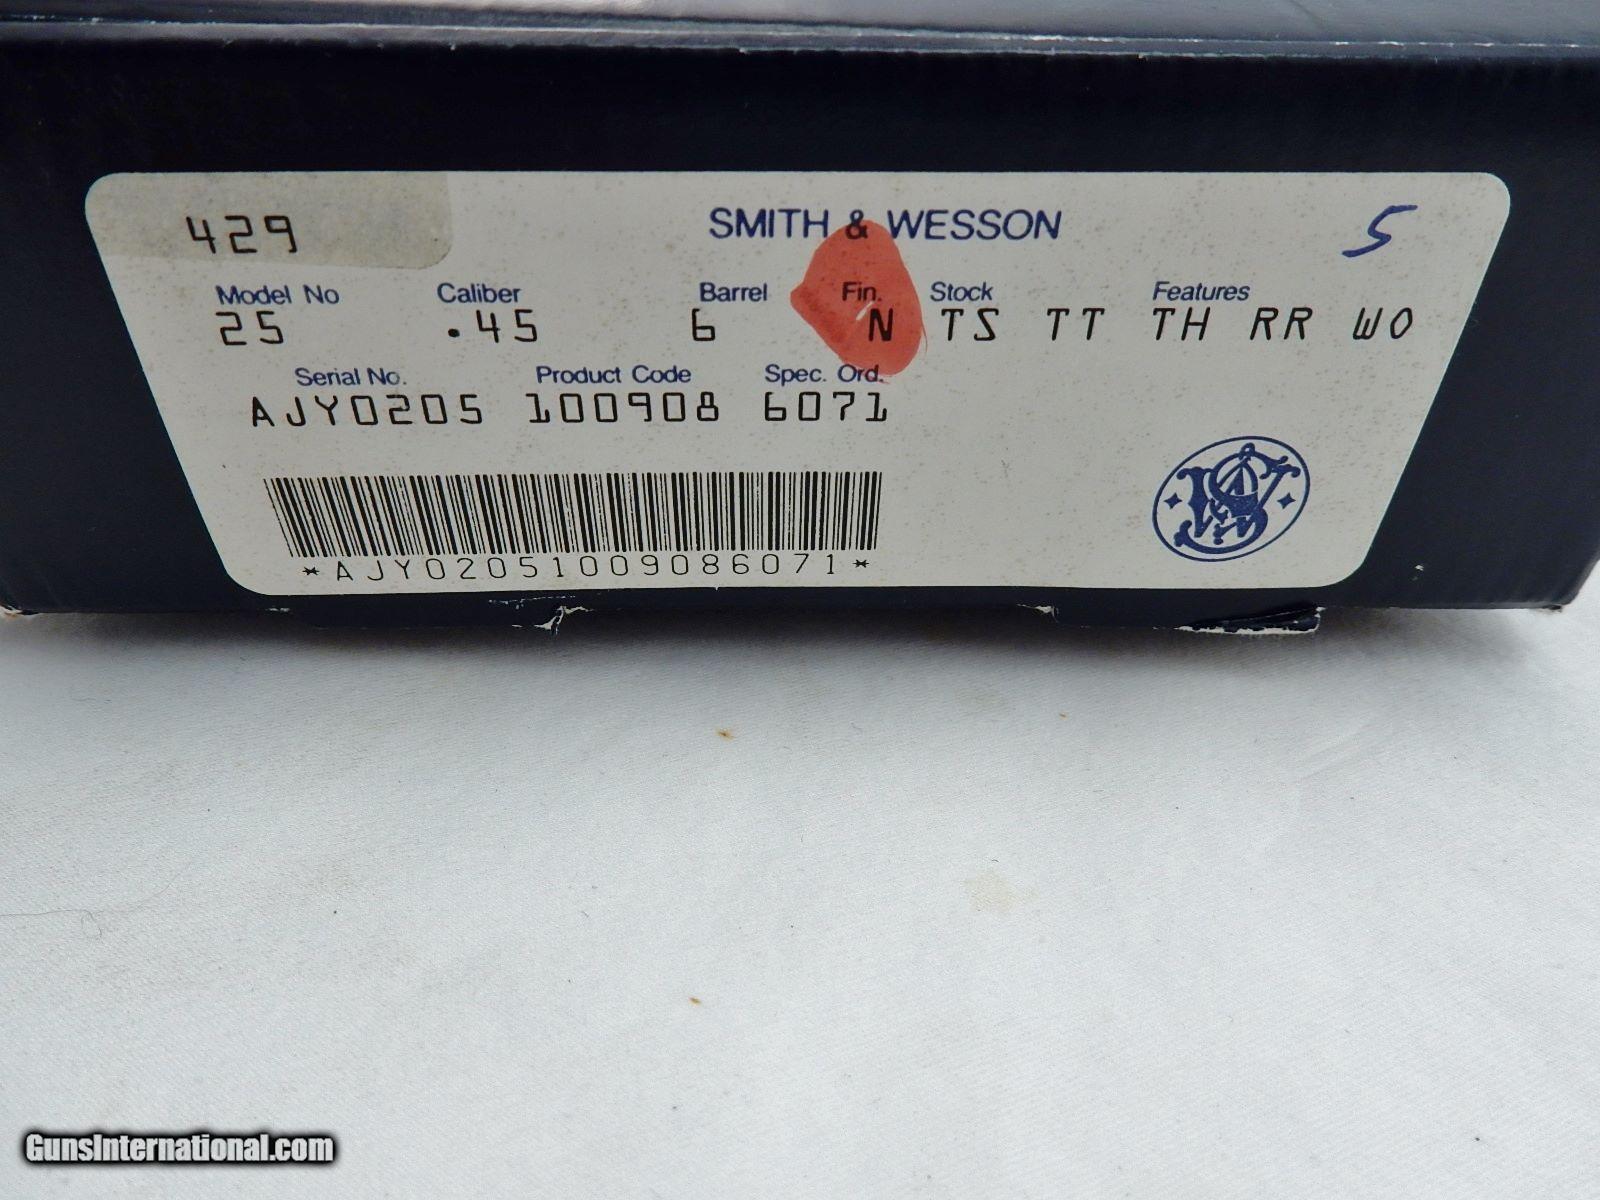 429
SMITH & WESSON
5
Model No Caliber Barrel Fin. Stock Features
25 .45 6 N TS TT TH RR WO
Serial No. Product Code Spec. Ord.
AJY0205 100908 6071
*AJY02051009086071*
GunsInternational.com